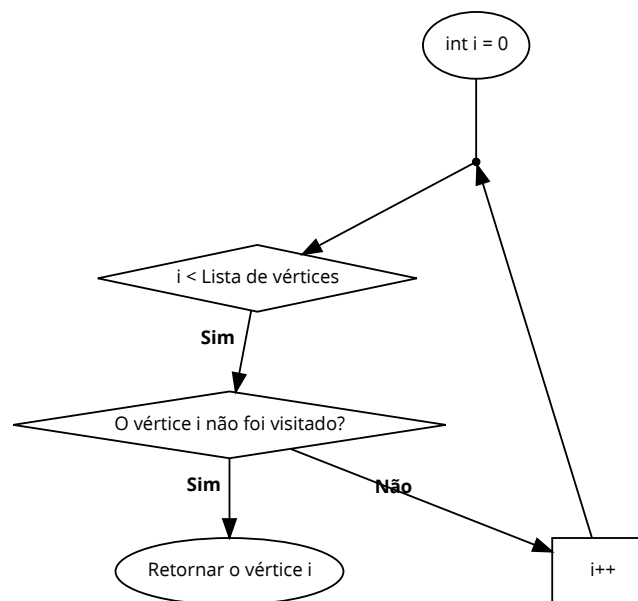 int i = 0
i < Lista de vértices
Sim
O vértice i não foi visitado?
Sim
Não
Retornar o vértice i
i++